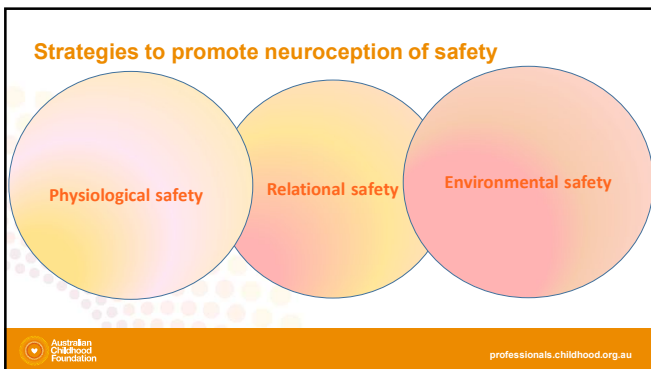 Strategies to promote neuroception of safety
Physiological safety
Relational safety
Environmental safety
Australian
Childhood
Foundation
professionals.childhood.org.au